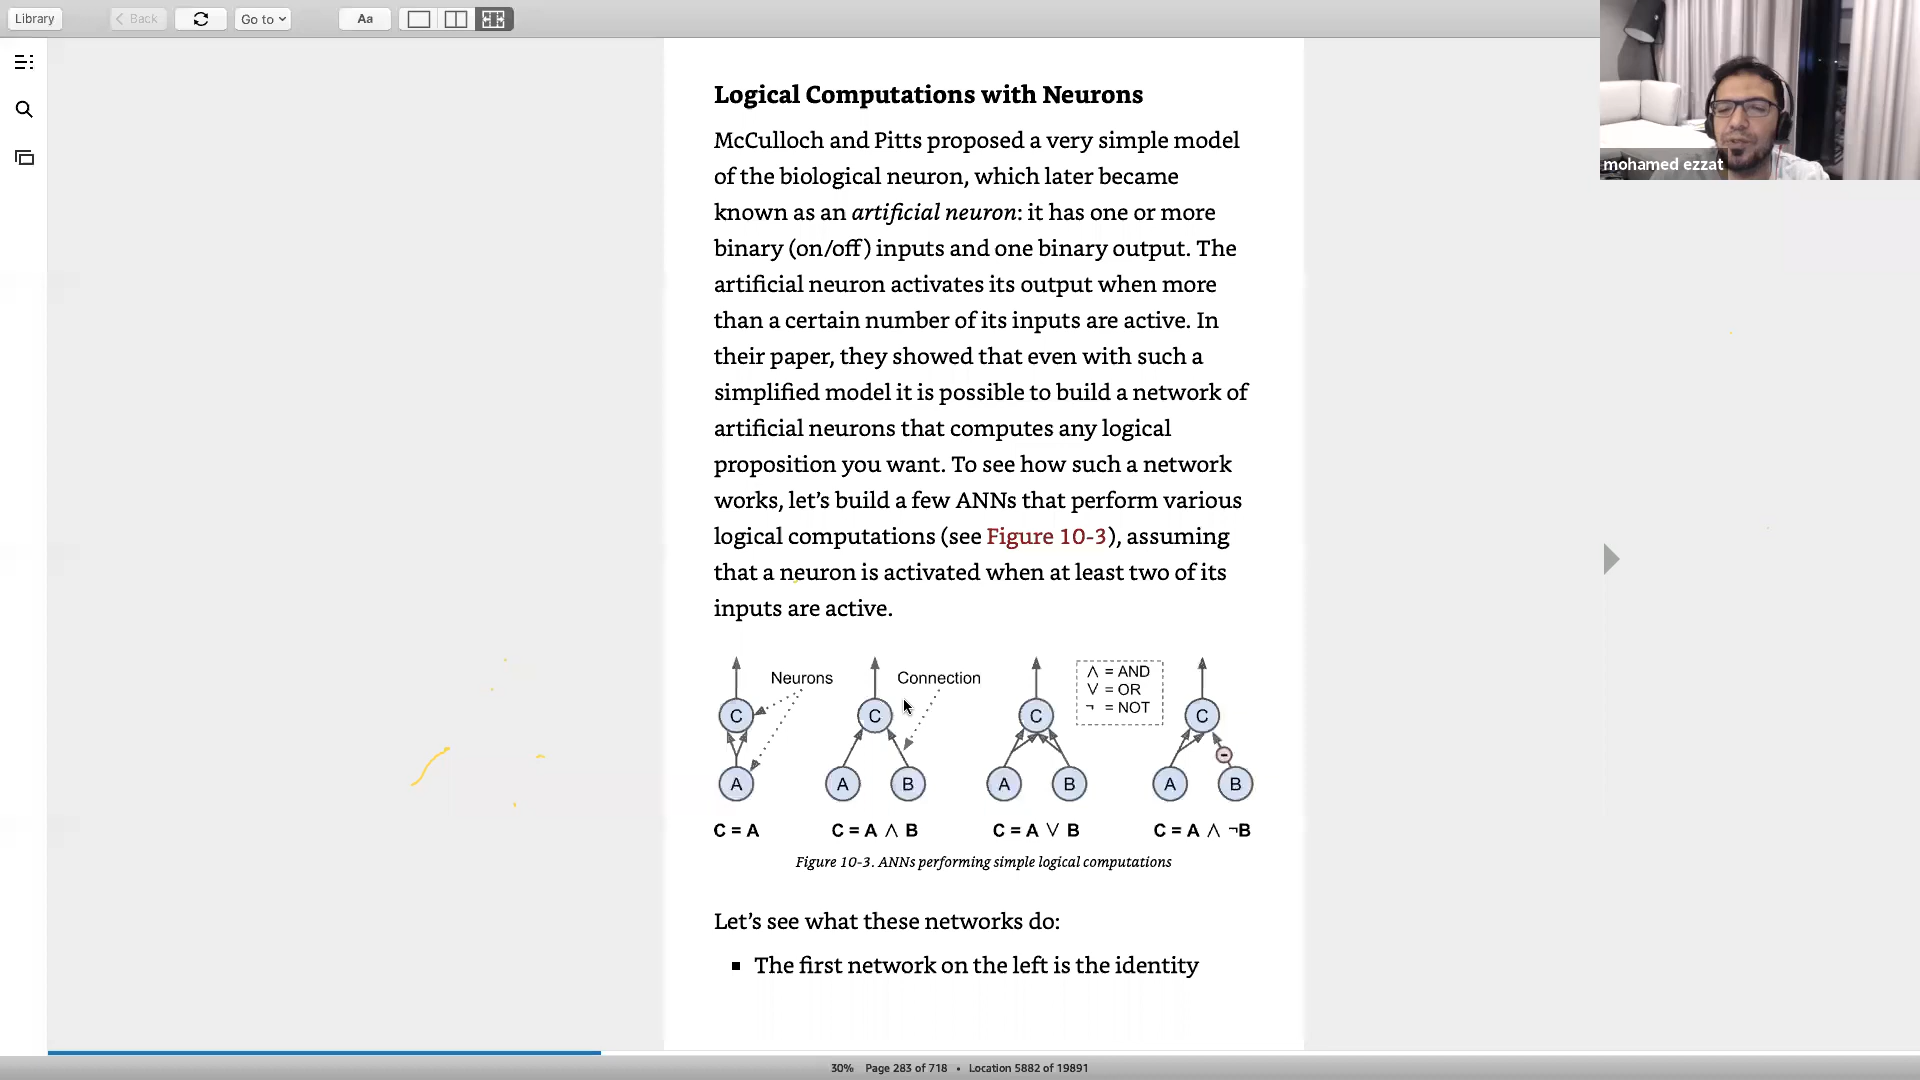 Library
Back
Go to
Aa
mohamed ezzat
Logical Computations with Neurons
McCulloch and Pitts proposed a very simple model
of the biological neuron, which later became
known as an artificial neuron: it has one or more
binary (on/off) inputs and one binary output. The
artificial neuron activates its output when more
than a certain number of its inputs are active. In
their paper, they showed that even with such a
simplified model it is possible to build a network of
artificial neurons that computes any logical
proposition you want. To see how such a network
works, let’s build a few ANNs that perform various
logical computations (see Figure 10-3), assuming
that a neuron is activated when at least two of its
inputs are active.
Neurons
Connection
∧ = AND
∨ = OR
¬ = NOT
C C C C
A A B A B A B
C = A C = A ∧ B C = A ∨ B C = A ∧ ¬B
Figure 10-3. ANNs performing simple logical computations
Let’s see what these networks do:
▪ The first network on the left is the identity
30% Page 283 of 718 • Location 5882 of 19891